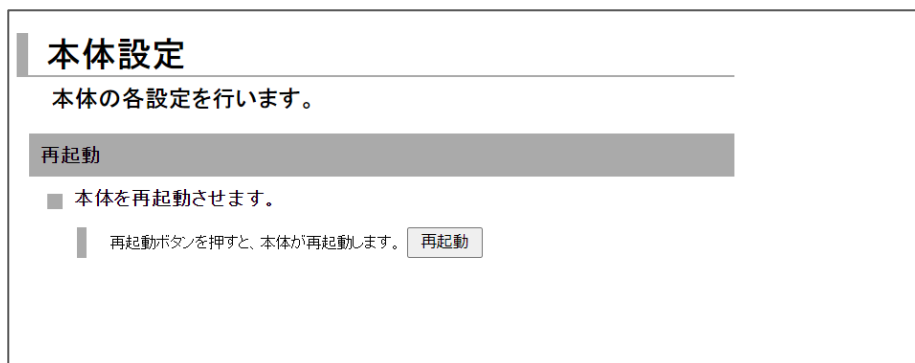 本体設定
本体の各設定を行います。
再起動
本体を再起動させます。
再起動ボタンを押すと、本体が再起動します。 再起動